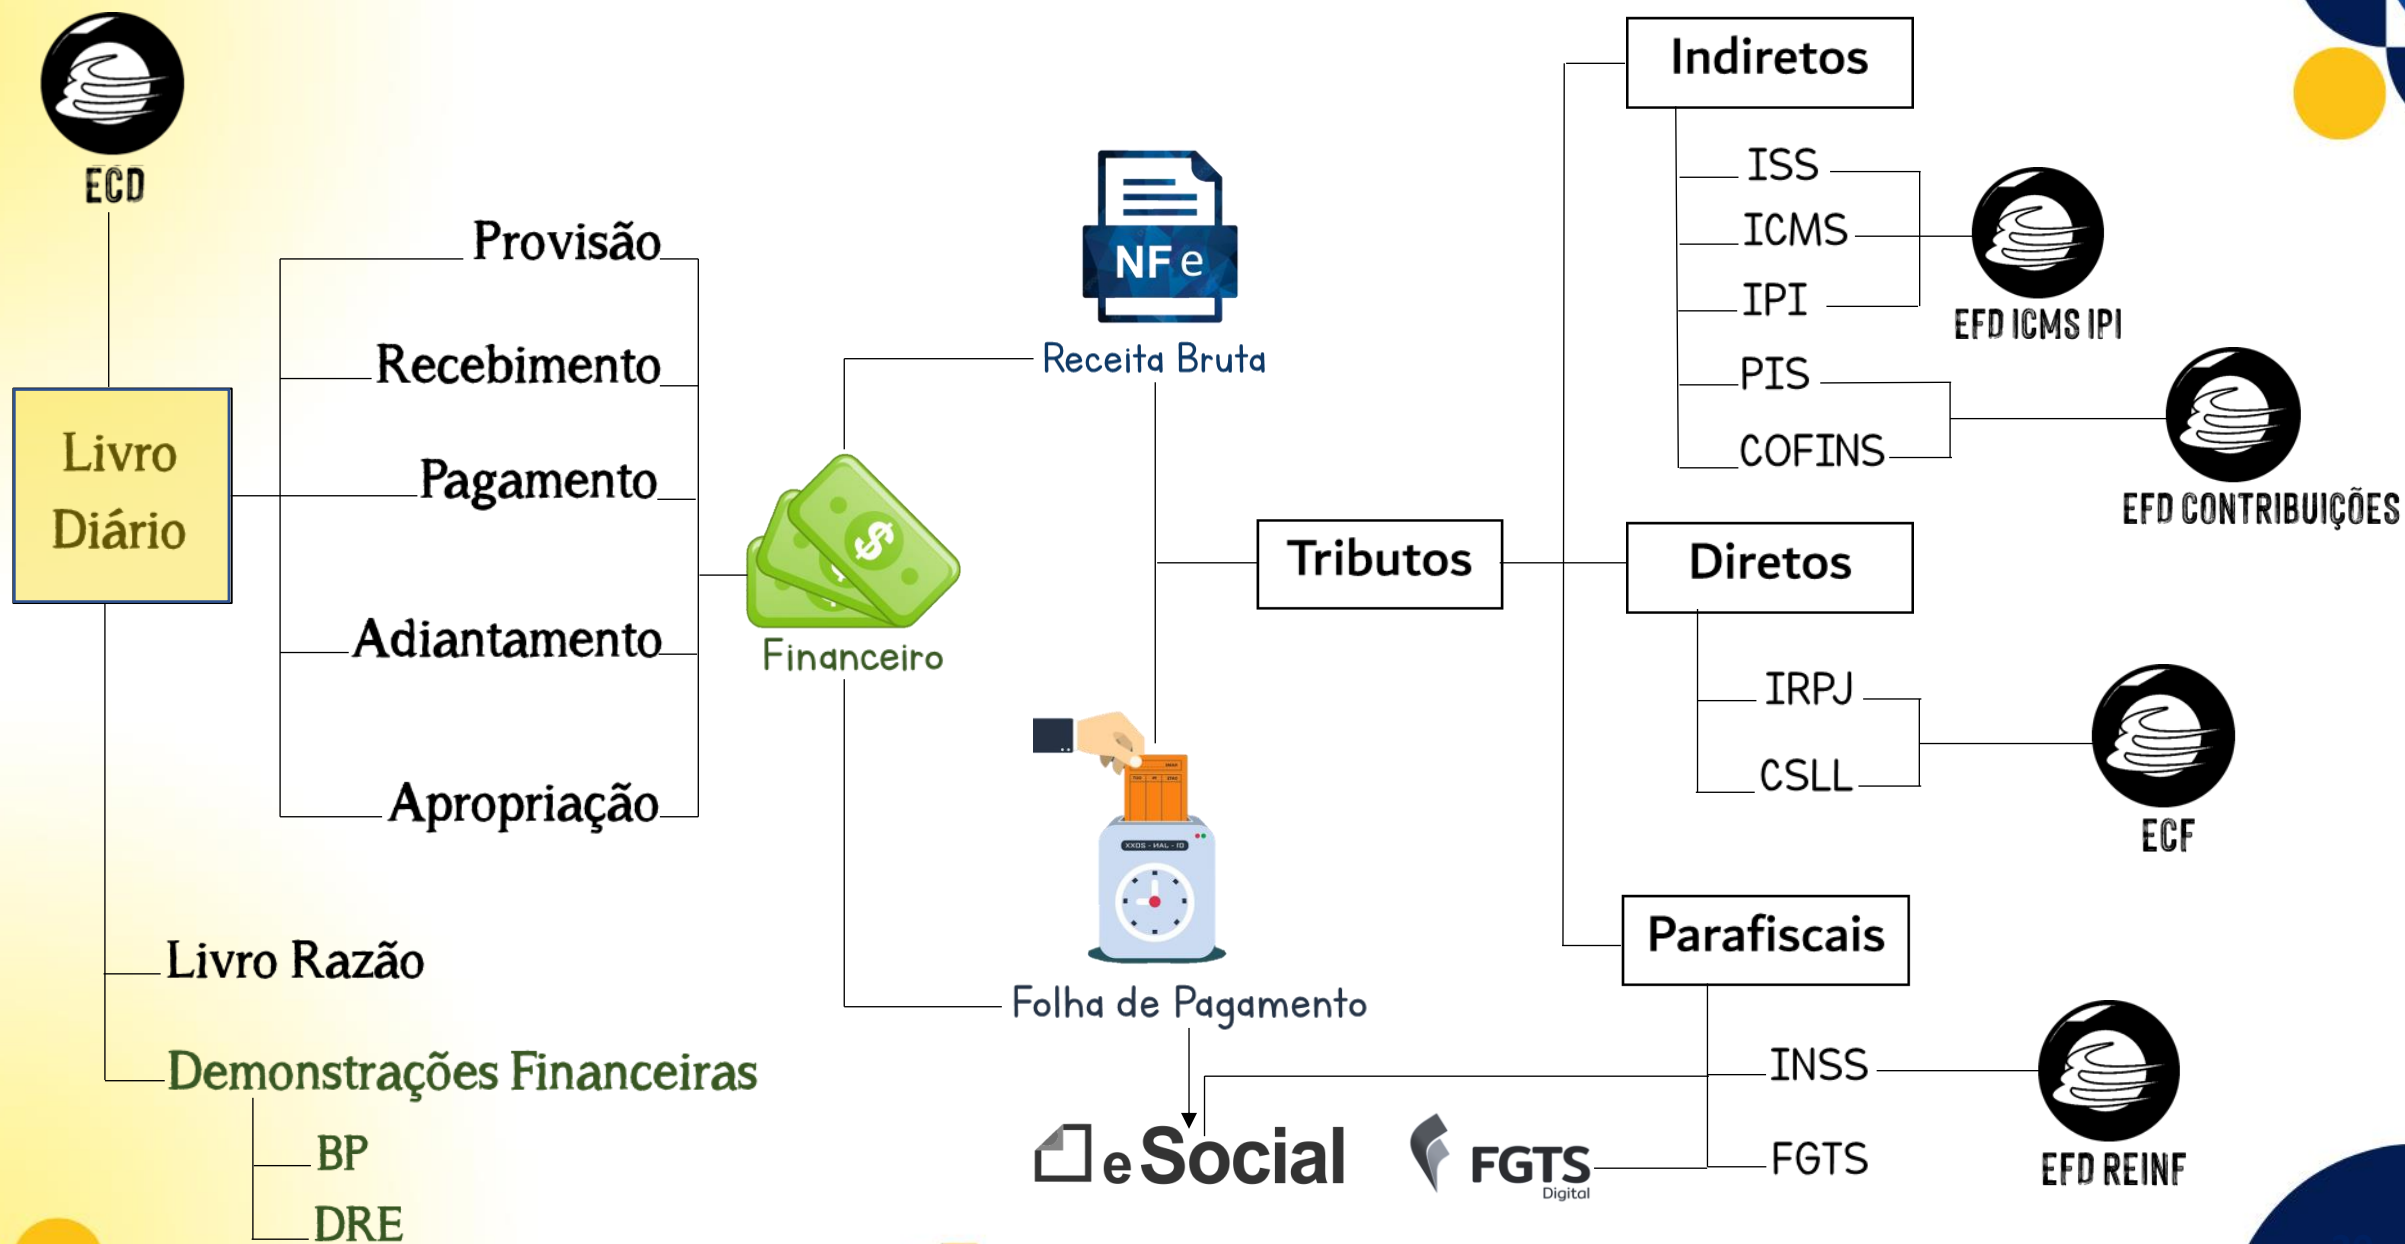 ECD
Livro
Diário
Provisão
Recebimento
Pagamento
Adiantamento
Apropriação
Livro Razão
Demonstrações Financeiras
BP
DRE
Financeiro
NF e
Receita Bruta
Folha de Pagamento
eSocial
FGTS
Digital
Tributos
Indiretos
ISS
ICMS
IPI
PIS
COFINS
EFD ICMS IPI
EFD CONTRIBUIÇÕES
Diretos
IRPJ
CSLL
ECF
Parafiscais
INSS
FGTS
EFD REINF